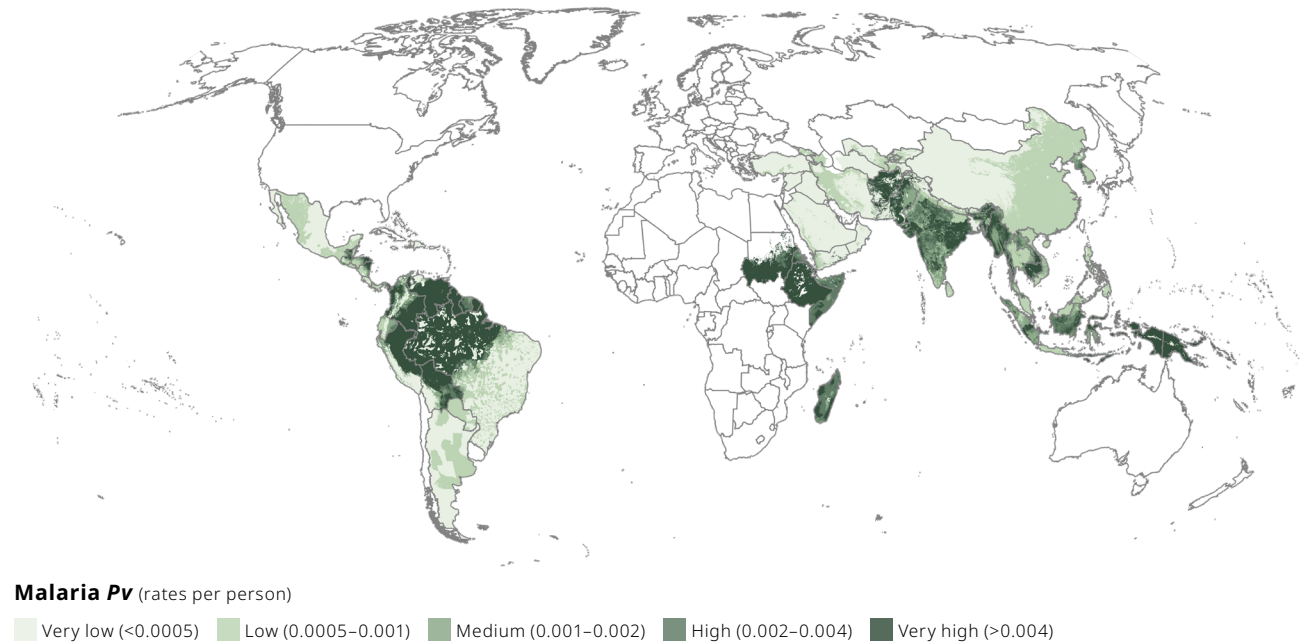 Malaria Pv (rates per person)
Very low (<0.0005) Low (0.0005–0.001) Medium (0.001–0.002) High (0.002–0.004) Very high (>0.004)